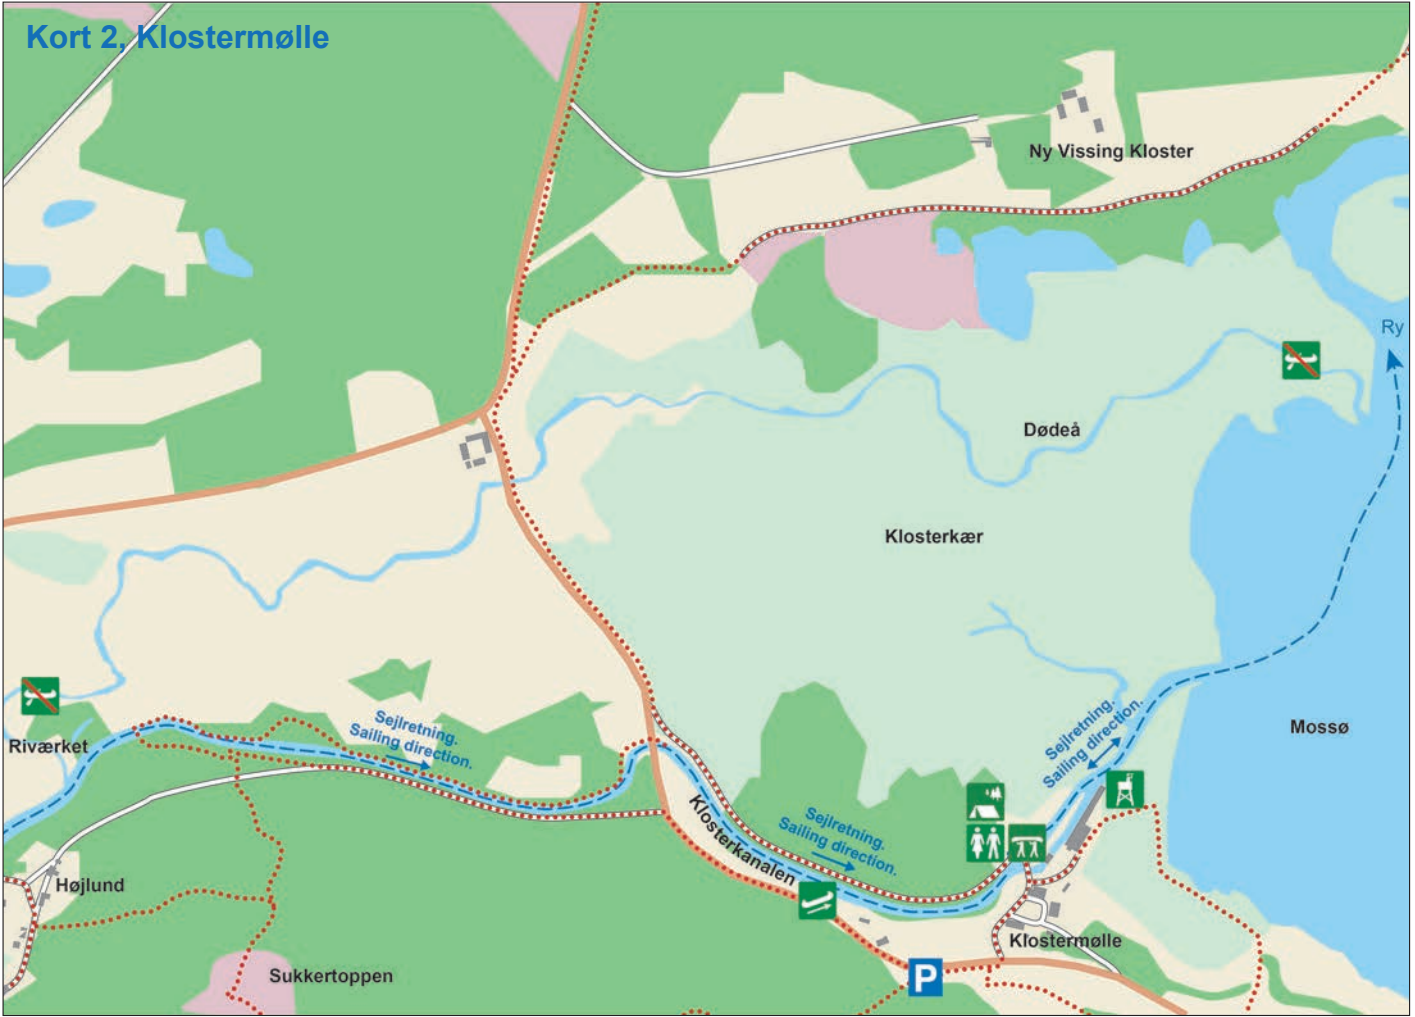 Kort 2, Klostermølle
Ny Vissing Kloster
Ry
Dødeå
Klosterkær
Mossø
Riværket
Sejlretning.
Sailing direction.
Sejlretning.
Sailing direction.
Klosterkanalen
Sejlretning.
Sailing direction.
Højlund
Klostermølle
Sukkertoppen
P